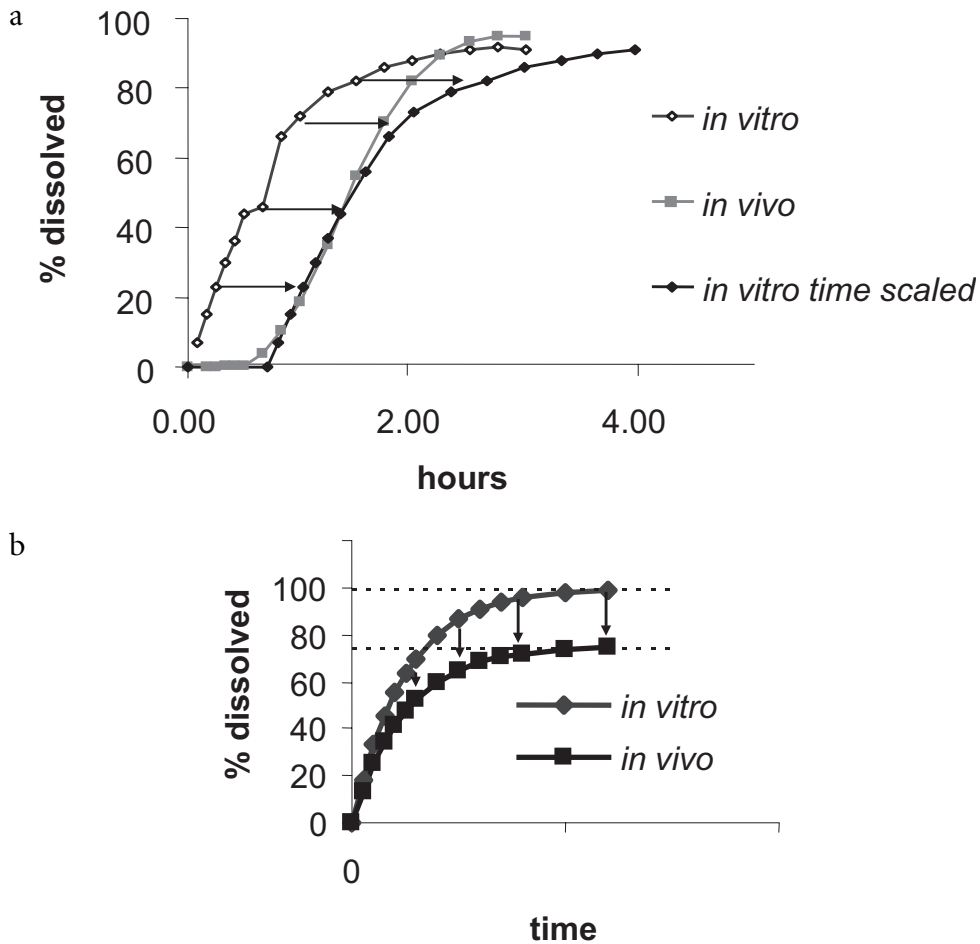 a
100
80
60
40
20
0
% dissolved
0.00 2.00 4.00
hours
in vitro
in vivo
in vitro time scaled
b
100
80
60
40
20
0
% dissolved
0
time
in vitro
in vivo